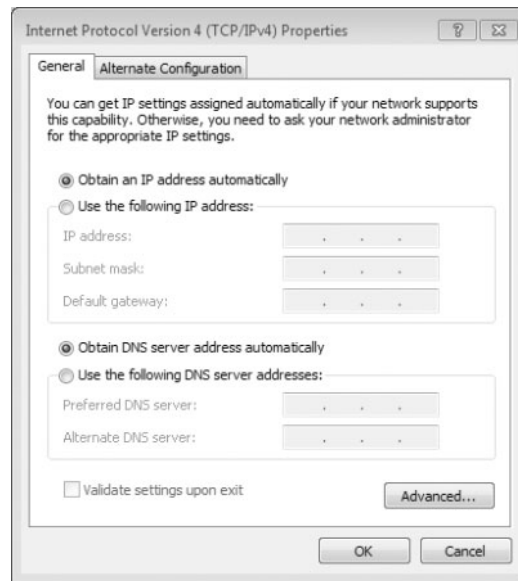 Internet Protocol Version 4 (TCP/IPv4) Properties
General Alternate Configuration
You can get IP settings assigned automatically if your network supports
this capability. Otherwise, you need to ask your network administrator
for the appropriate IP settings.
Obtain an IP address automatically
Use the following IP address:
IP address: . . .
Subnet mask: . . .
Default gateway: . . .
Obtain DNS server address automatically
Use the following DNS server addresses:
Preferred DNS server: . . .
Alternate DNS server: . . .
Validate settings upon exit
Advanced...
OK Cancel